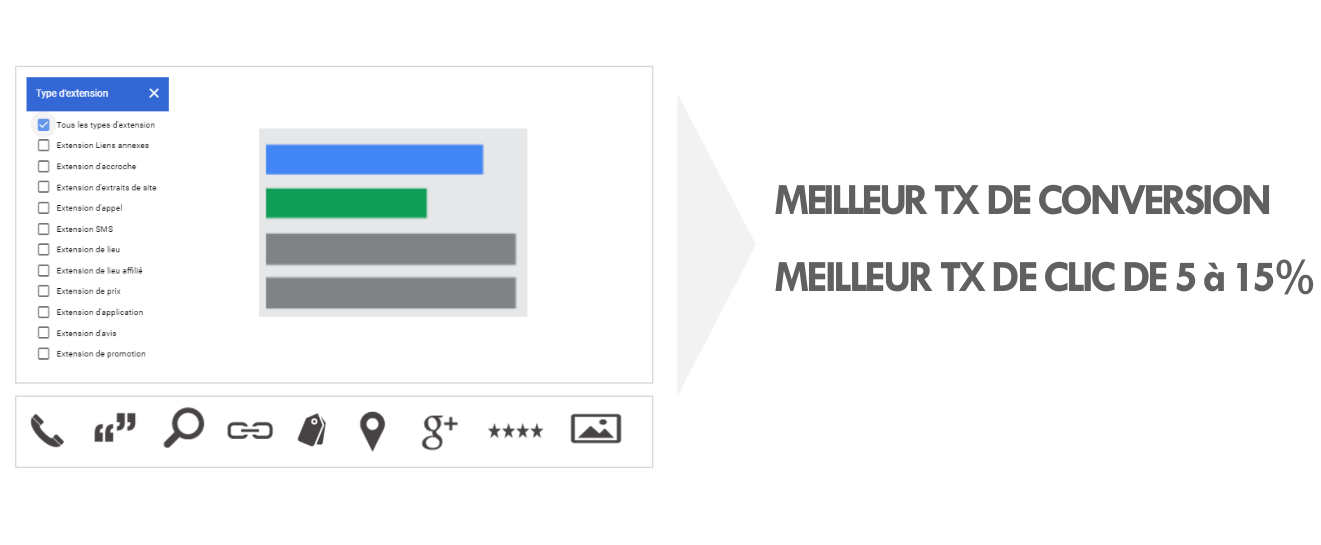 Type d'extension
Tous les types d'extension
Extension Liens annexes
Extension d'accroche
Extension d'extraits de site
Extension d'appel
Extension SMS
Extension de lieu
Extension de lieu affilié
Extension de prix
Extension d'application
Extension d'avis
Extension de promotion
g+
MEILLEUR TX DE CONVERSION
MEILLEUR TX DE CLIC DE 5 à 15%